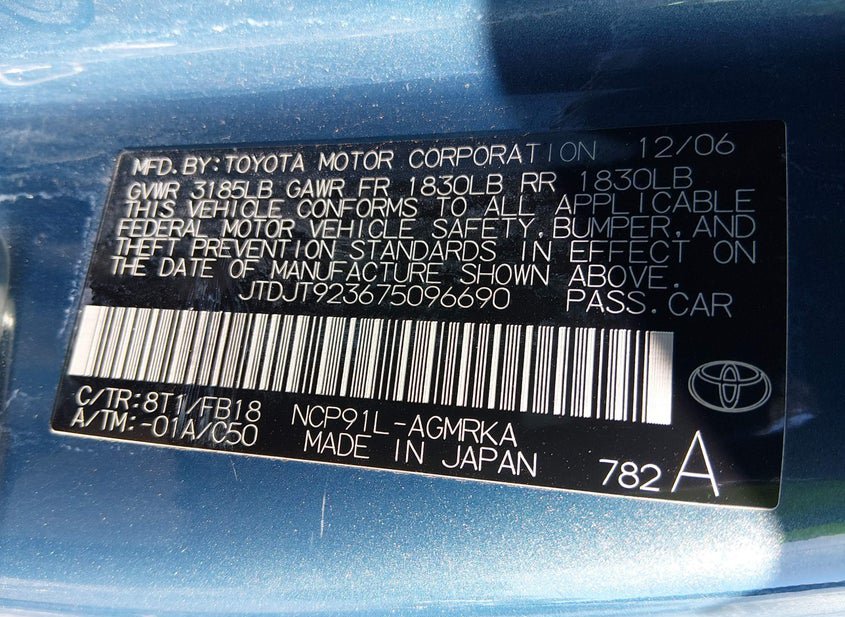 MFD. BY: TOYOTA MOTOR CORPORATION 12/06
GVWR 3185LB GAWR FR 1830LB RR 1830LB
THIS VEHICLE CONFORMS TO ALL APPLICABLE
FEDERAL MOTOR VEHICLE SAFETY, BUMPER, AND
THEFT PREVENTION STANDARDS IN EFFECT ON
THE DATE OF MANUFACTURE SHOWN ABOVE.
JTDJT923675096690 PASS. CAR
C/TR: 8T1/FB18 NCP91L-AGMRKA
A/TM: -01A/C50 MADE IN JAPAN
782 A